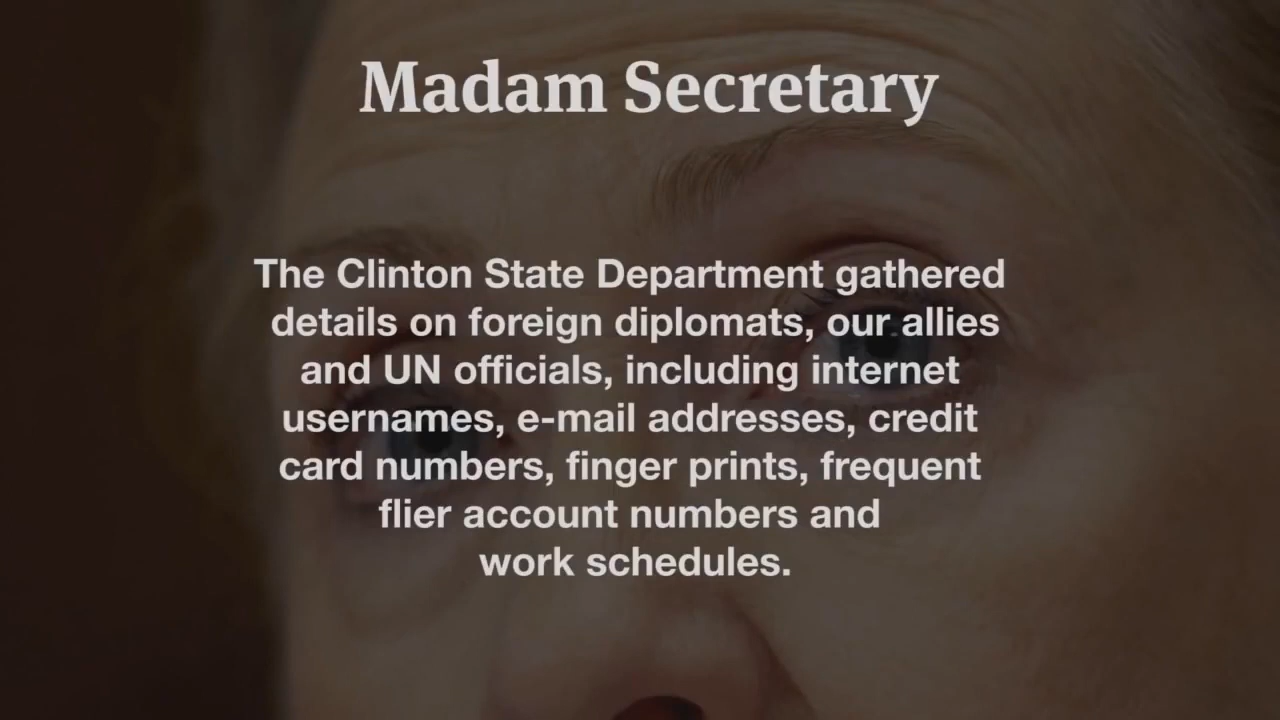 Madam Secretary
The Clinton State Department gathered
details on foreign diplomats, our allies
and UN officials, including internet
usernames, e-mail addresses, credit
card numbers, finger prints, frequent
flier account numbers and
work schedules.